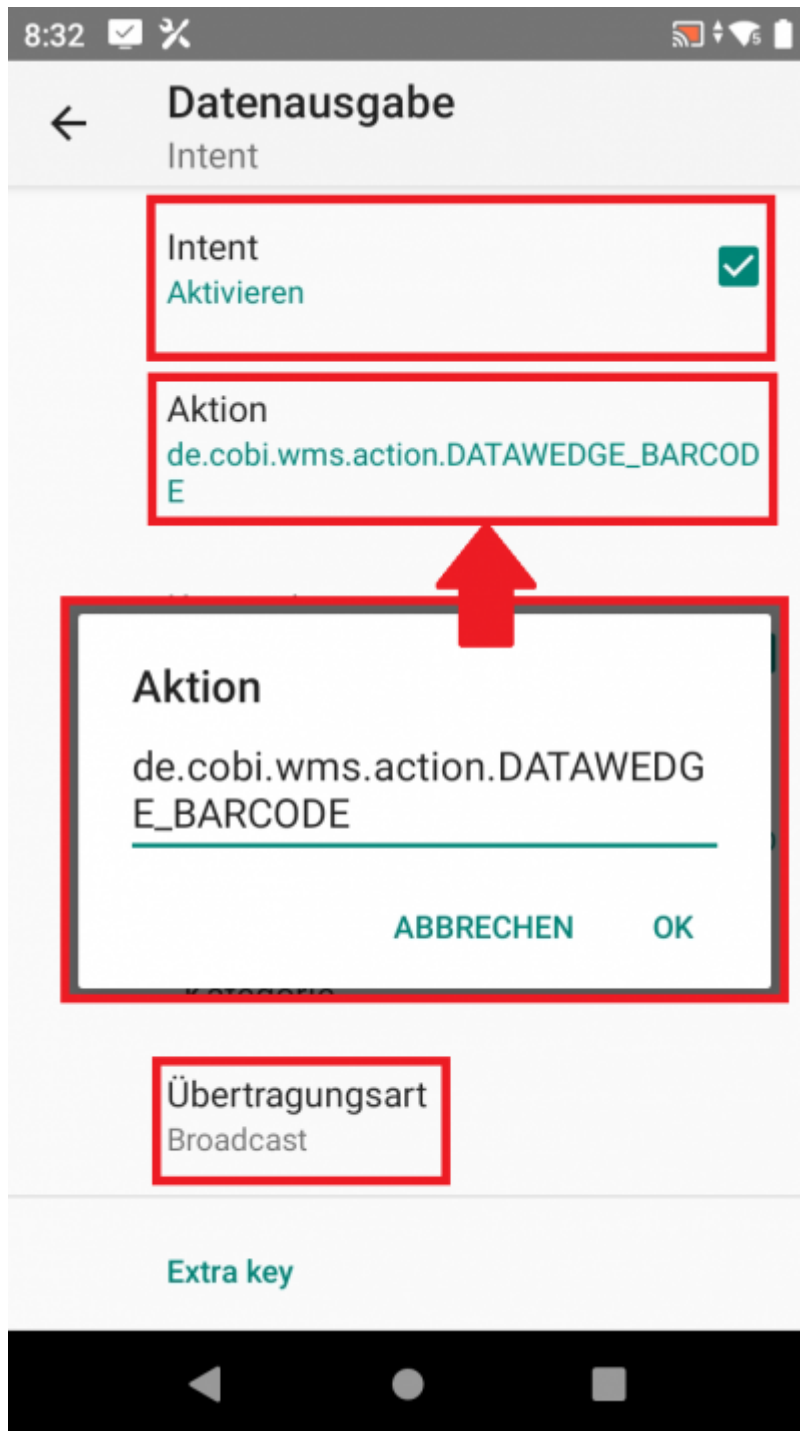 8:32
Datenausgabe
Intent
Intent
Aktivieren
Aktion
de.cobi.wms.action.DATAWEDGE_BARCOD
E
Aktion
de.cobi.wms.action.DATAWEDG
E_BARCODE
ABBRECHEN OK
Übertragungsart
Broadcast
Extra key